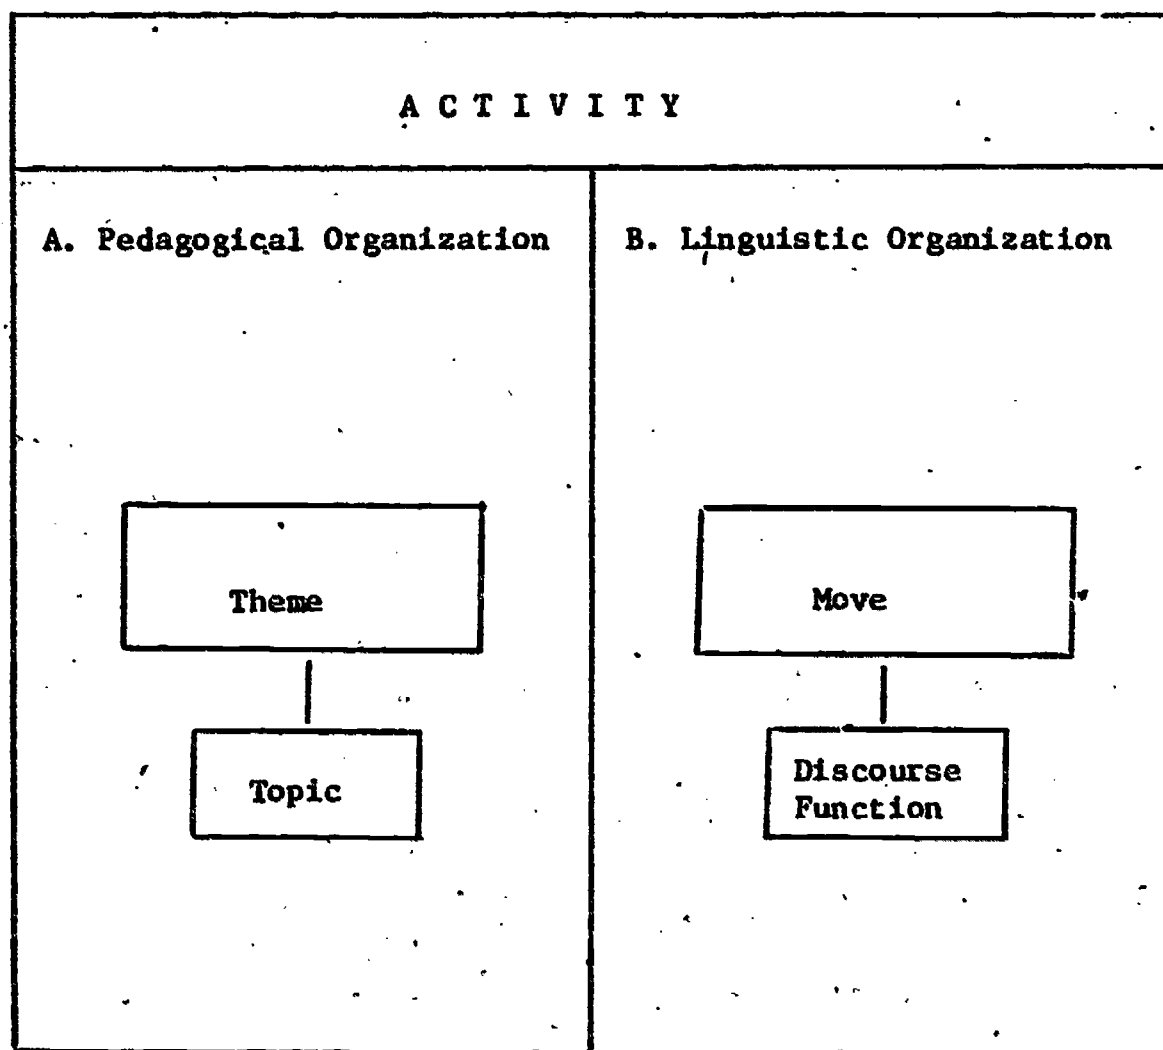 A C T I V I T Y
A. Pedagogical Organization
B. Linguistic Organization
Theme
Move
Topic
Discourse
Function